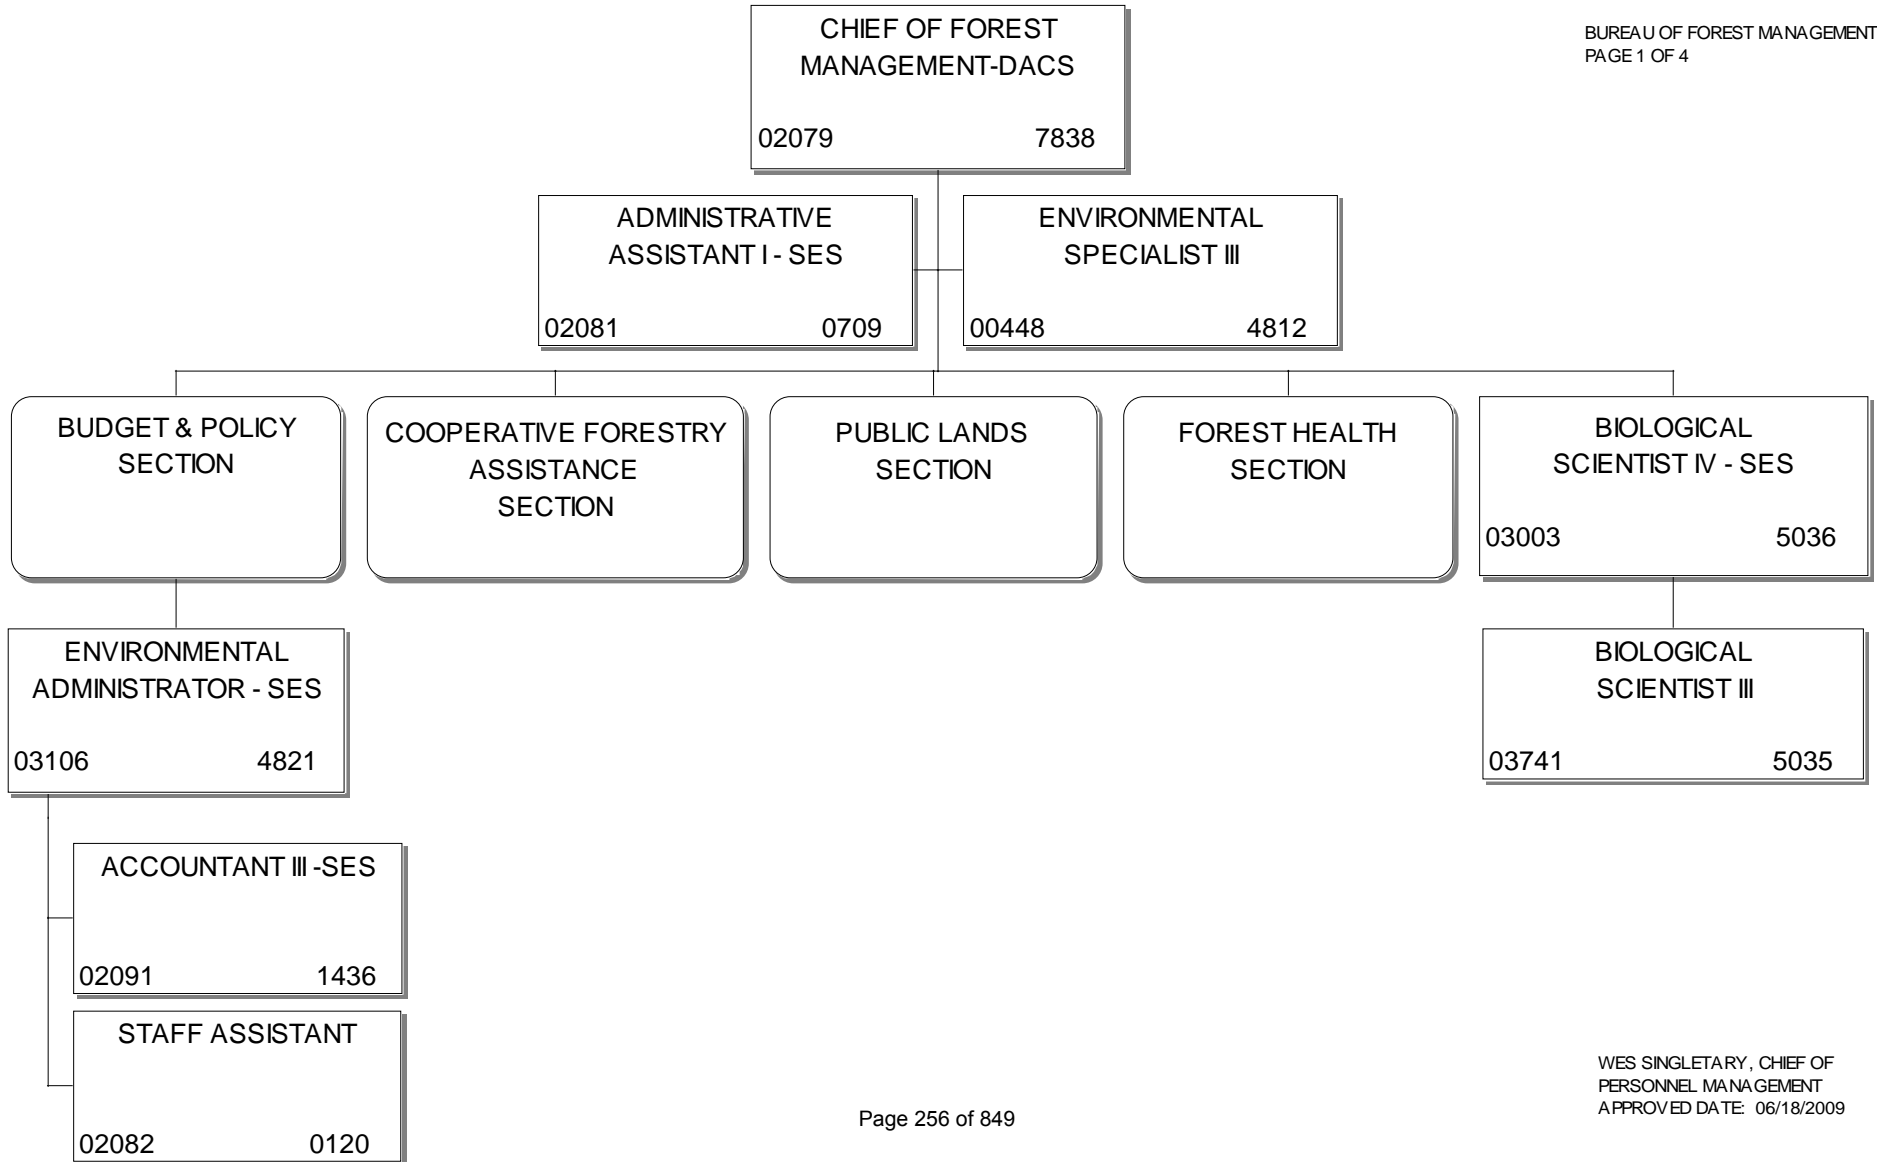 CHIEF OF FOREST
MANAGEMENT-DACS
02079 7838
BUREAU OF FOREST MANAGEMENT
PAGE 1 OF 4
ADMINISTRATIVE
ASSISTANT I - SES
02081 0709
ENVIRONMENTAL
SPECIALIST III
00448 4812
BUDGET & POLICY
SECTION
COOPERATIVE FORESTRY
ASSISTANCE
SECTION
PUBLIC LANDS
SECTION
FOREST HEALTH
SECTION
BIOLOGICAL
SCIENTIST IV - SES
03003 5036
ENVIRONMENTAL
ADMINISTRATOR - SES
03106 4821
BIOLOGICAL
SCIENTIST III
03741 5035
ACCOUNTANT III -SES
02091 1436
STAFF ASSISTANT
02082 0120
Page 256 of 849
WES SINGLETARY, CHIEF OF
PERSONNEL MANAGEMENT
APPROVED DATE: 06/18/2009